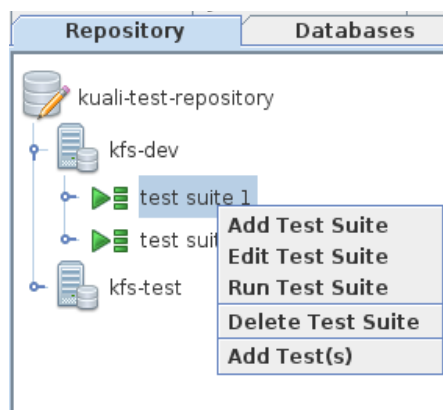 Repository
Databases
kuali-test-repository
kfs-dev
test suite 1
Add Test Suite
test suit
Edit Test Suite
Run Test Suite
kfs-test
Delete Test Suite
Add Test(s)